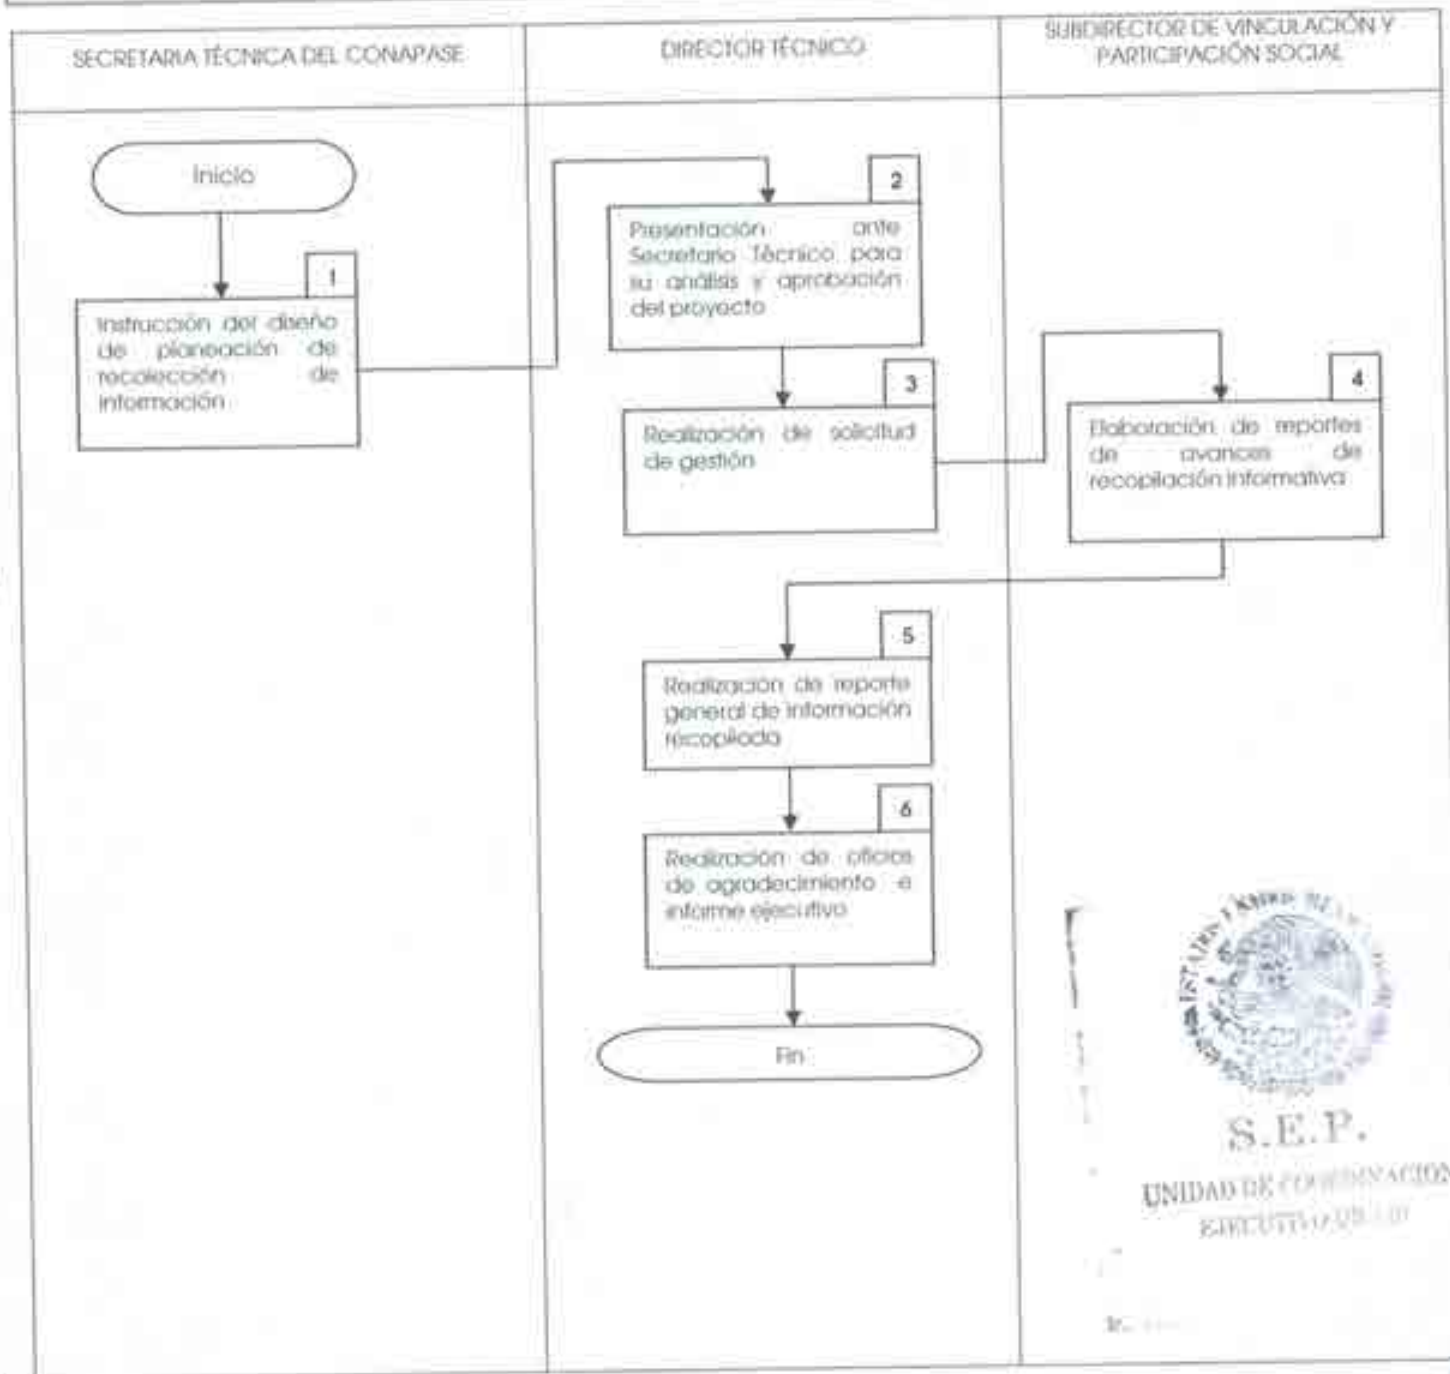 SECRETARIA TÉCNICA DEL CONAPASE
DIRECTOR TÉCNICO
SUBDIRECTOR DE VINCULACIÓN Y
PARTICIPACIÓN SOCIAL
Inicio
1
Instrucción del diseño
de planeación de
recolección de
información
2
Presentación ante
Secretario Técnico para
su análisis y aprobación
del proyecto
3
Realización de solicitud
de gestión
4
Elaboración de reportes
de avances de
recopilación informativa
5
Realización de reporte
general de información
recopilada
6
Realización de oficios
de agradecimiento e
informe ejecutivo
Fin
S.E.P.
UNIDAD DE COORDINACION